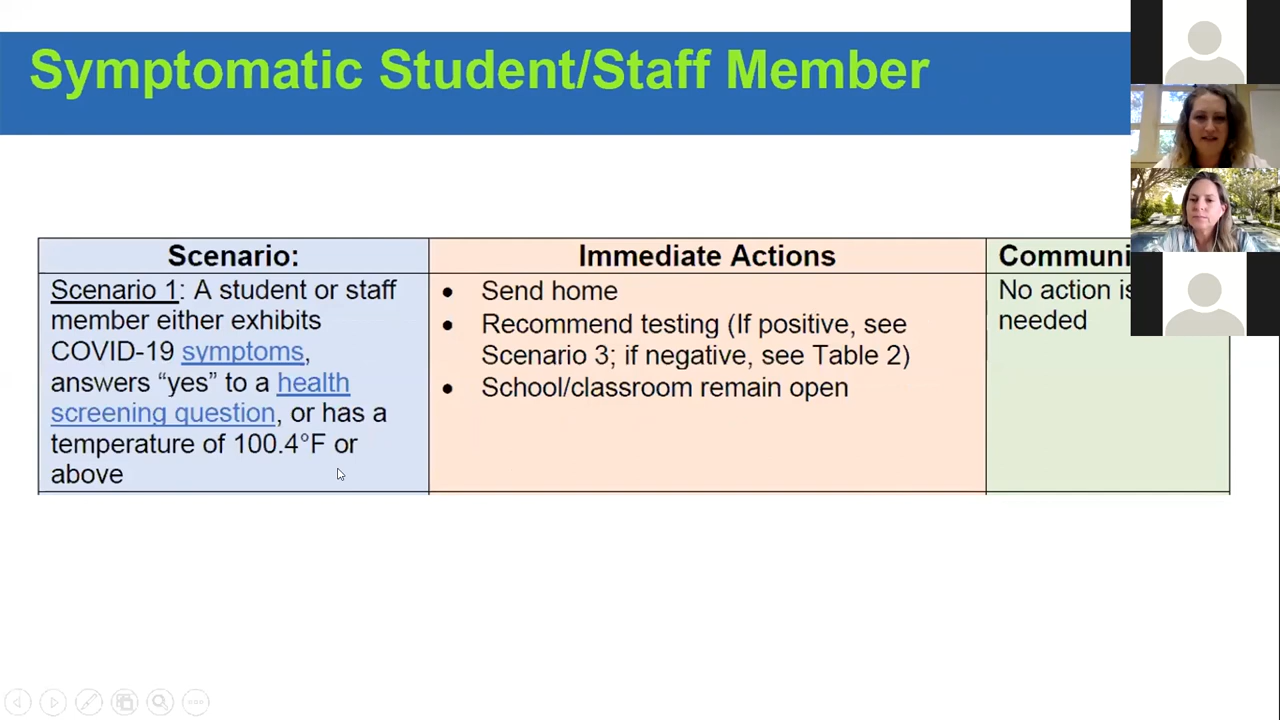 Symptomatic Student/Staff Member
Scenario:
Scenario 1: A student or staff
member either exhibits
COVID-19 symptoms,
answers “yes” to a health
screening question, or has a
temperature of 100.4°F or
above
Immediate Actions
• Send home
• Recommend testing (If positive, see
Scenario 3; if negative, see Table 2)
• School/classroom remain open
Communi
No action is
needed